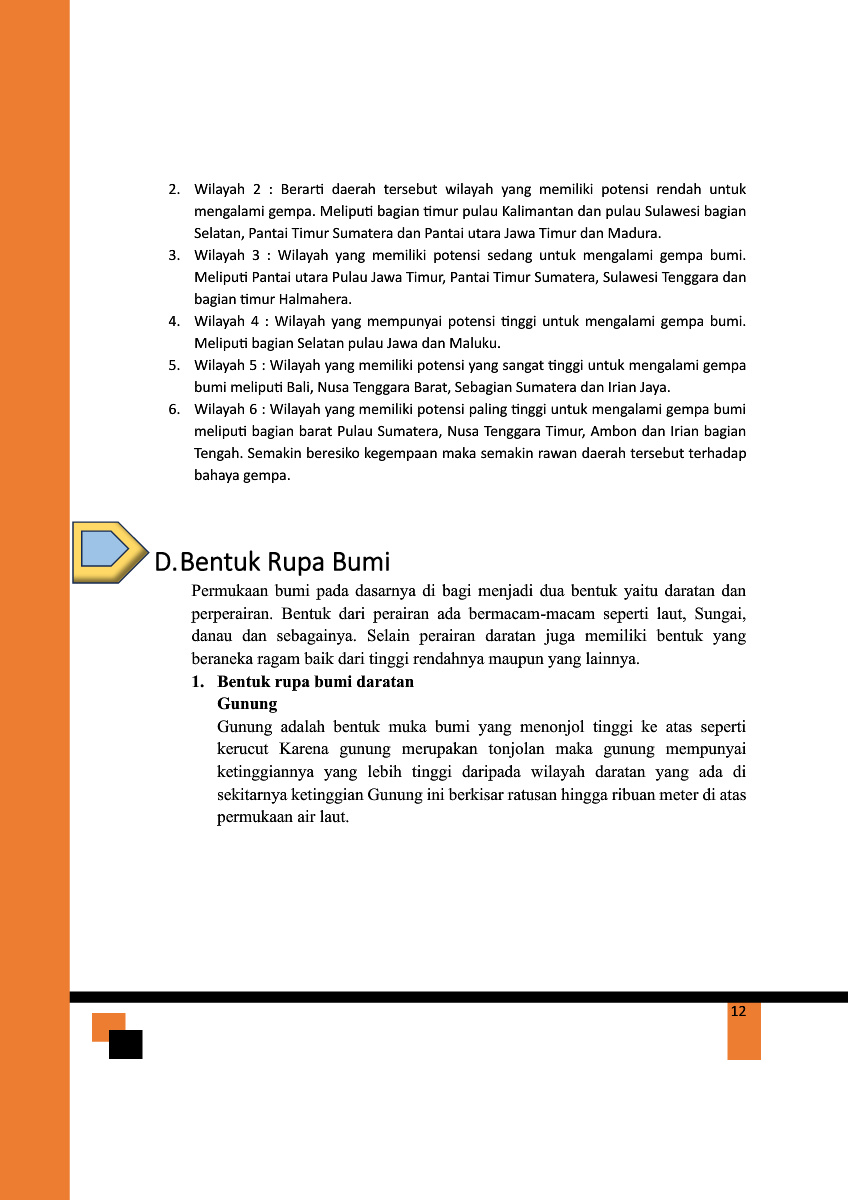 2. Wilayah 2 : Berarti daerah tersebut wilayah yang memiliki potensi rendah untuk
mengalami gempa. Meliputi bagian timur pulau Kalimantan dan pulau Sulawesi bagian
Selatan, Pantai Timur Sumatera dan Pantai utara Jawa Timur dan Madura.
3. Wilayah 3 : Wilayah yang memiliki potensi sedang untuk mengalami gempa bumi.
Meliputi Pantai utara Pulau Jawa Timur, Pantai Timur Sumatera, Sulawesi Tenggara dan
bagian timur Halmahera.
4. Wilayah 4 : Wilayah yang mempunyai potensi tinggi untuk mengalami gempa bumi.
Meliputi bagian Selatan pulau Jawa dan Maluku.
5. Wilayah 5 : Wilayah yang memiliki potensi yang sangat tinggi untuk mengalami gempa
bumi meliputi Bali, Nusa Tenggara Barat, Sebagian Sumatera dan Irian Jaya.
6. Wilayah 6 : Wilayah yang memiliki potensi paling tinggi untuk mengalami gempa bumi
meliputi bagian barat Pulau Sumatera, Nusa Tenggara Timur, Ambon dan Irian bagian
Tengah. Semakin beresiko kegempaan maka semakin rawan daerah tersebut terhadap
bahaya gempa.
D.Bentuk Rupa Bumi
Permukaan bumi pada dasarnya di bagi menjadi dua bentuk yaitu daratan dan
perperairan. Bentuk dari perairan ada bermacam-macam seperti laut, Sungai,
danau dan sebagainya. Selain perairan daratan juga memiliki bentuk yang
beraneka ragam baik dari tinggi rendahnya maupun yang lainnya.
1. Bentuk rupa bumi daratan
Gunung
Gunung adalah bentuk muka bumi yang menonjol tinggi ke atas seperti
kerucut Karena gunung merupakan tonjolan maka gunung mempunyai
ketinggiannya yang lebih tinggi daripada wilayah daratan yang ada di
sekitarnya ketinggian Gunung ini berkisar ratusan hingga ribuan meter di atas
permukaan air laut.
12